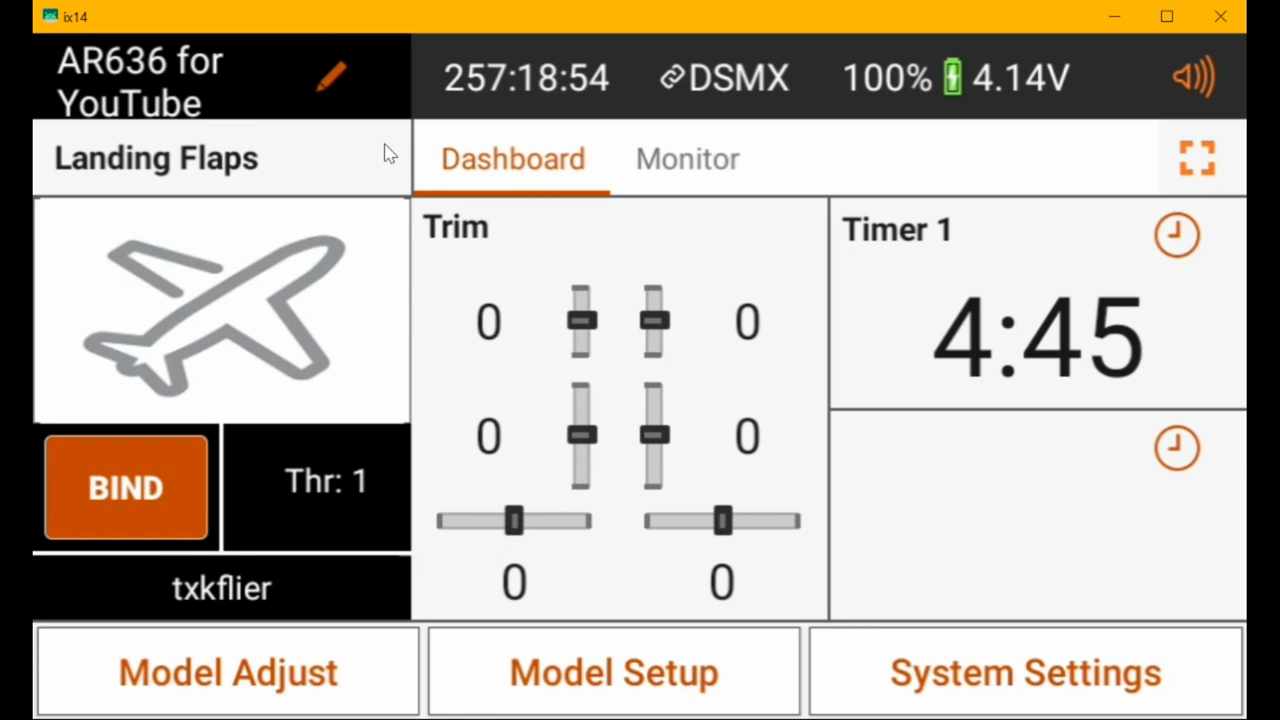 ix14
AR636 for
YouTube
257:18:54 DSMX 100% 4.14V
Landing Flaps
Dashboard Monitor
Trim
Timer 1
0 0
4:45
0 0
BIND
Thr: 1
0 0
txkflier
Model Adjust Model Setup System Settings